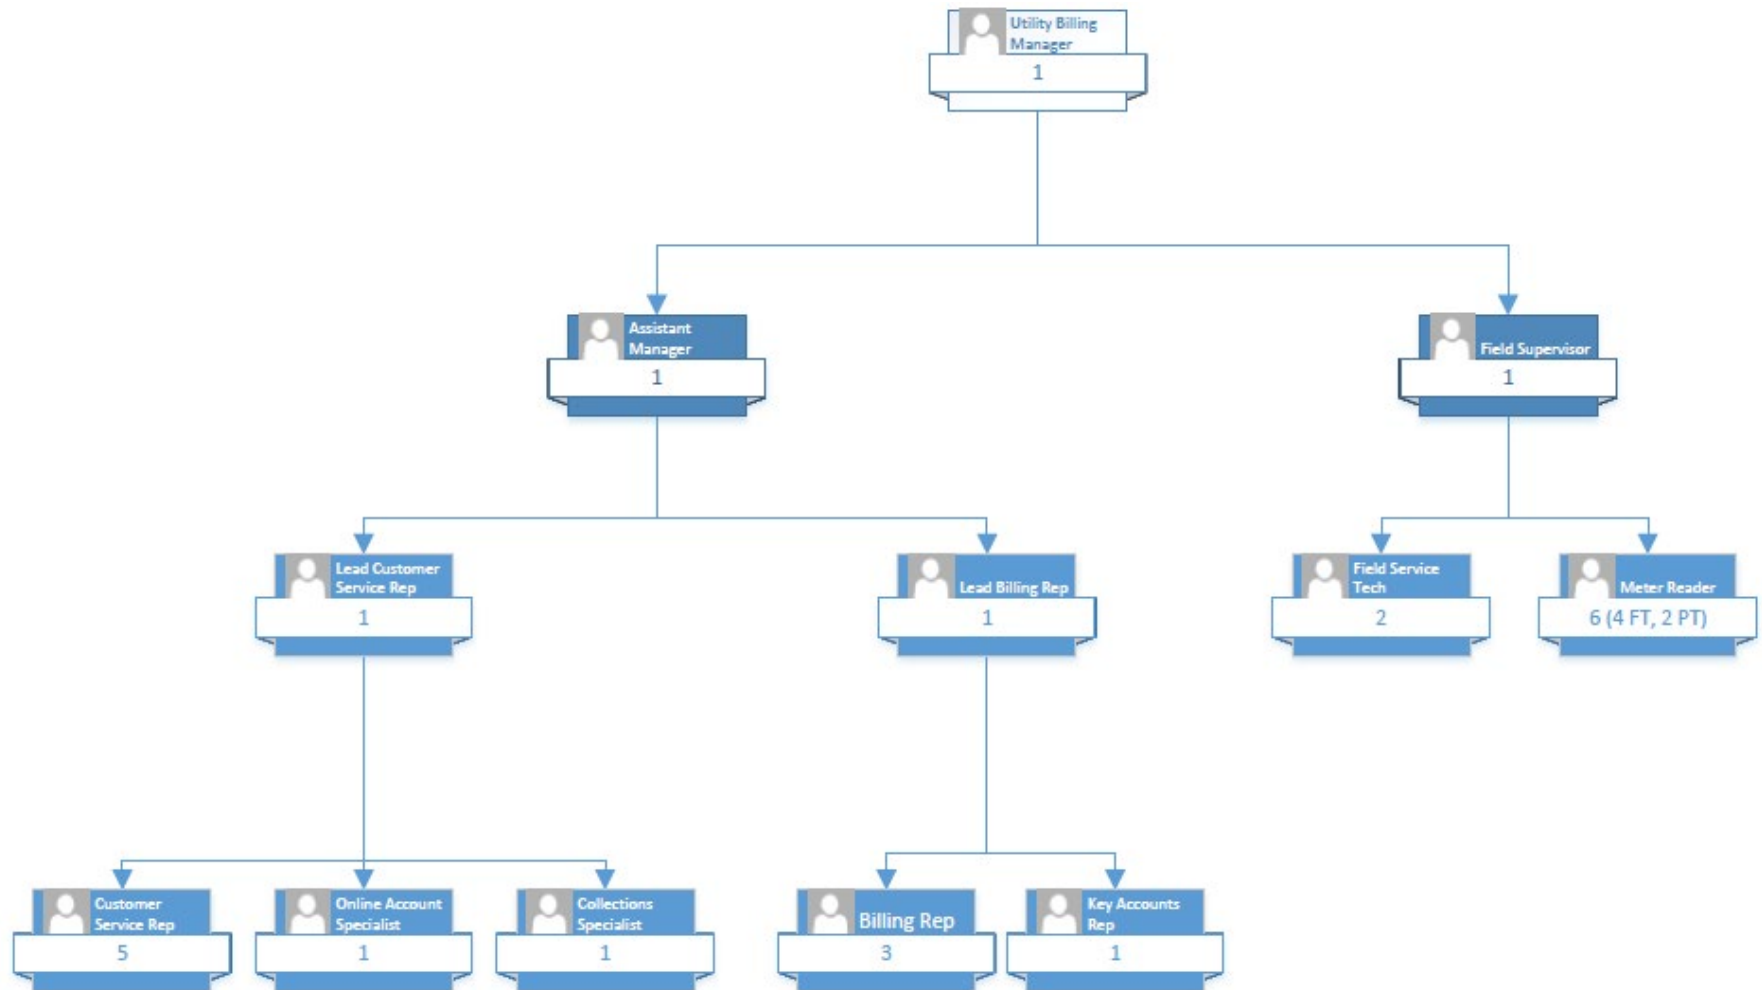 Utility Billing
Manager
1
Assistant
Manager
1
Field Supervisor
1
Lead Customer
Service Rep
1
Lead Billing Rep
1
Field Service
Tech
2
Meter Reader
6 (4 FT, 2 PT)
Customer
Service Rep
5
Online Account
Specialist
1
Collections
Specialist
1
Billing Rep
3
Key Accounts
Rep
1